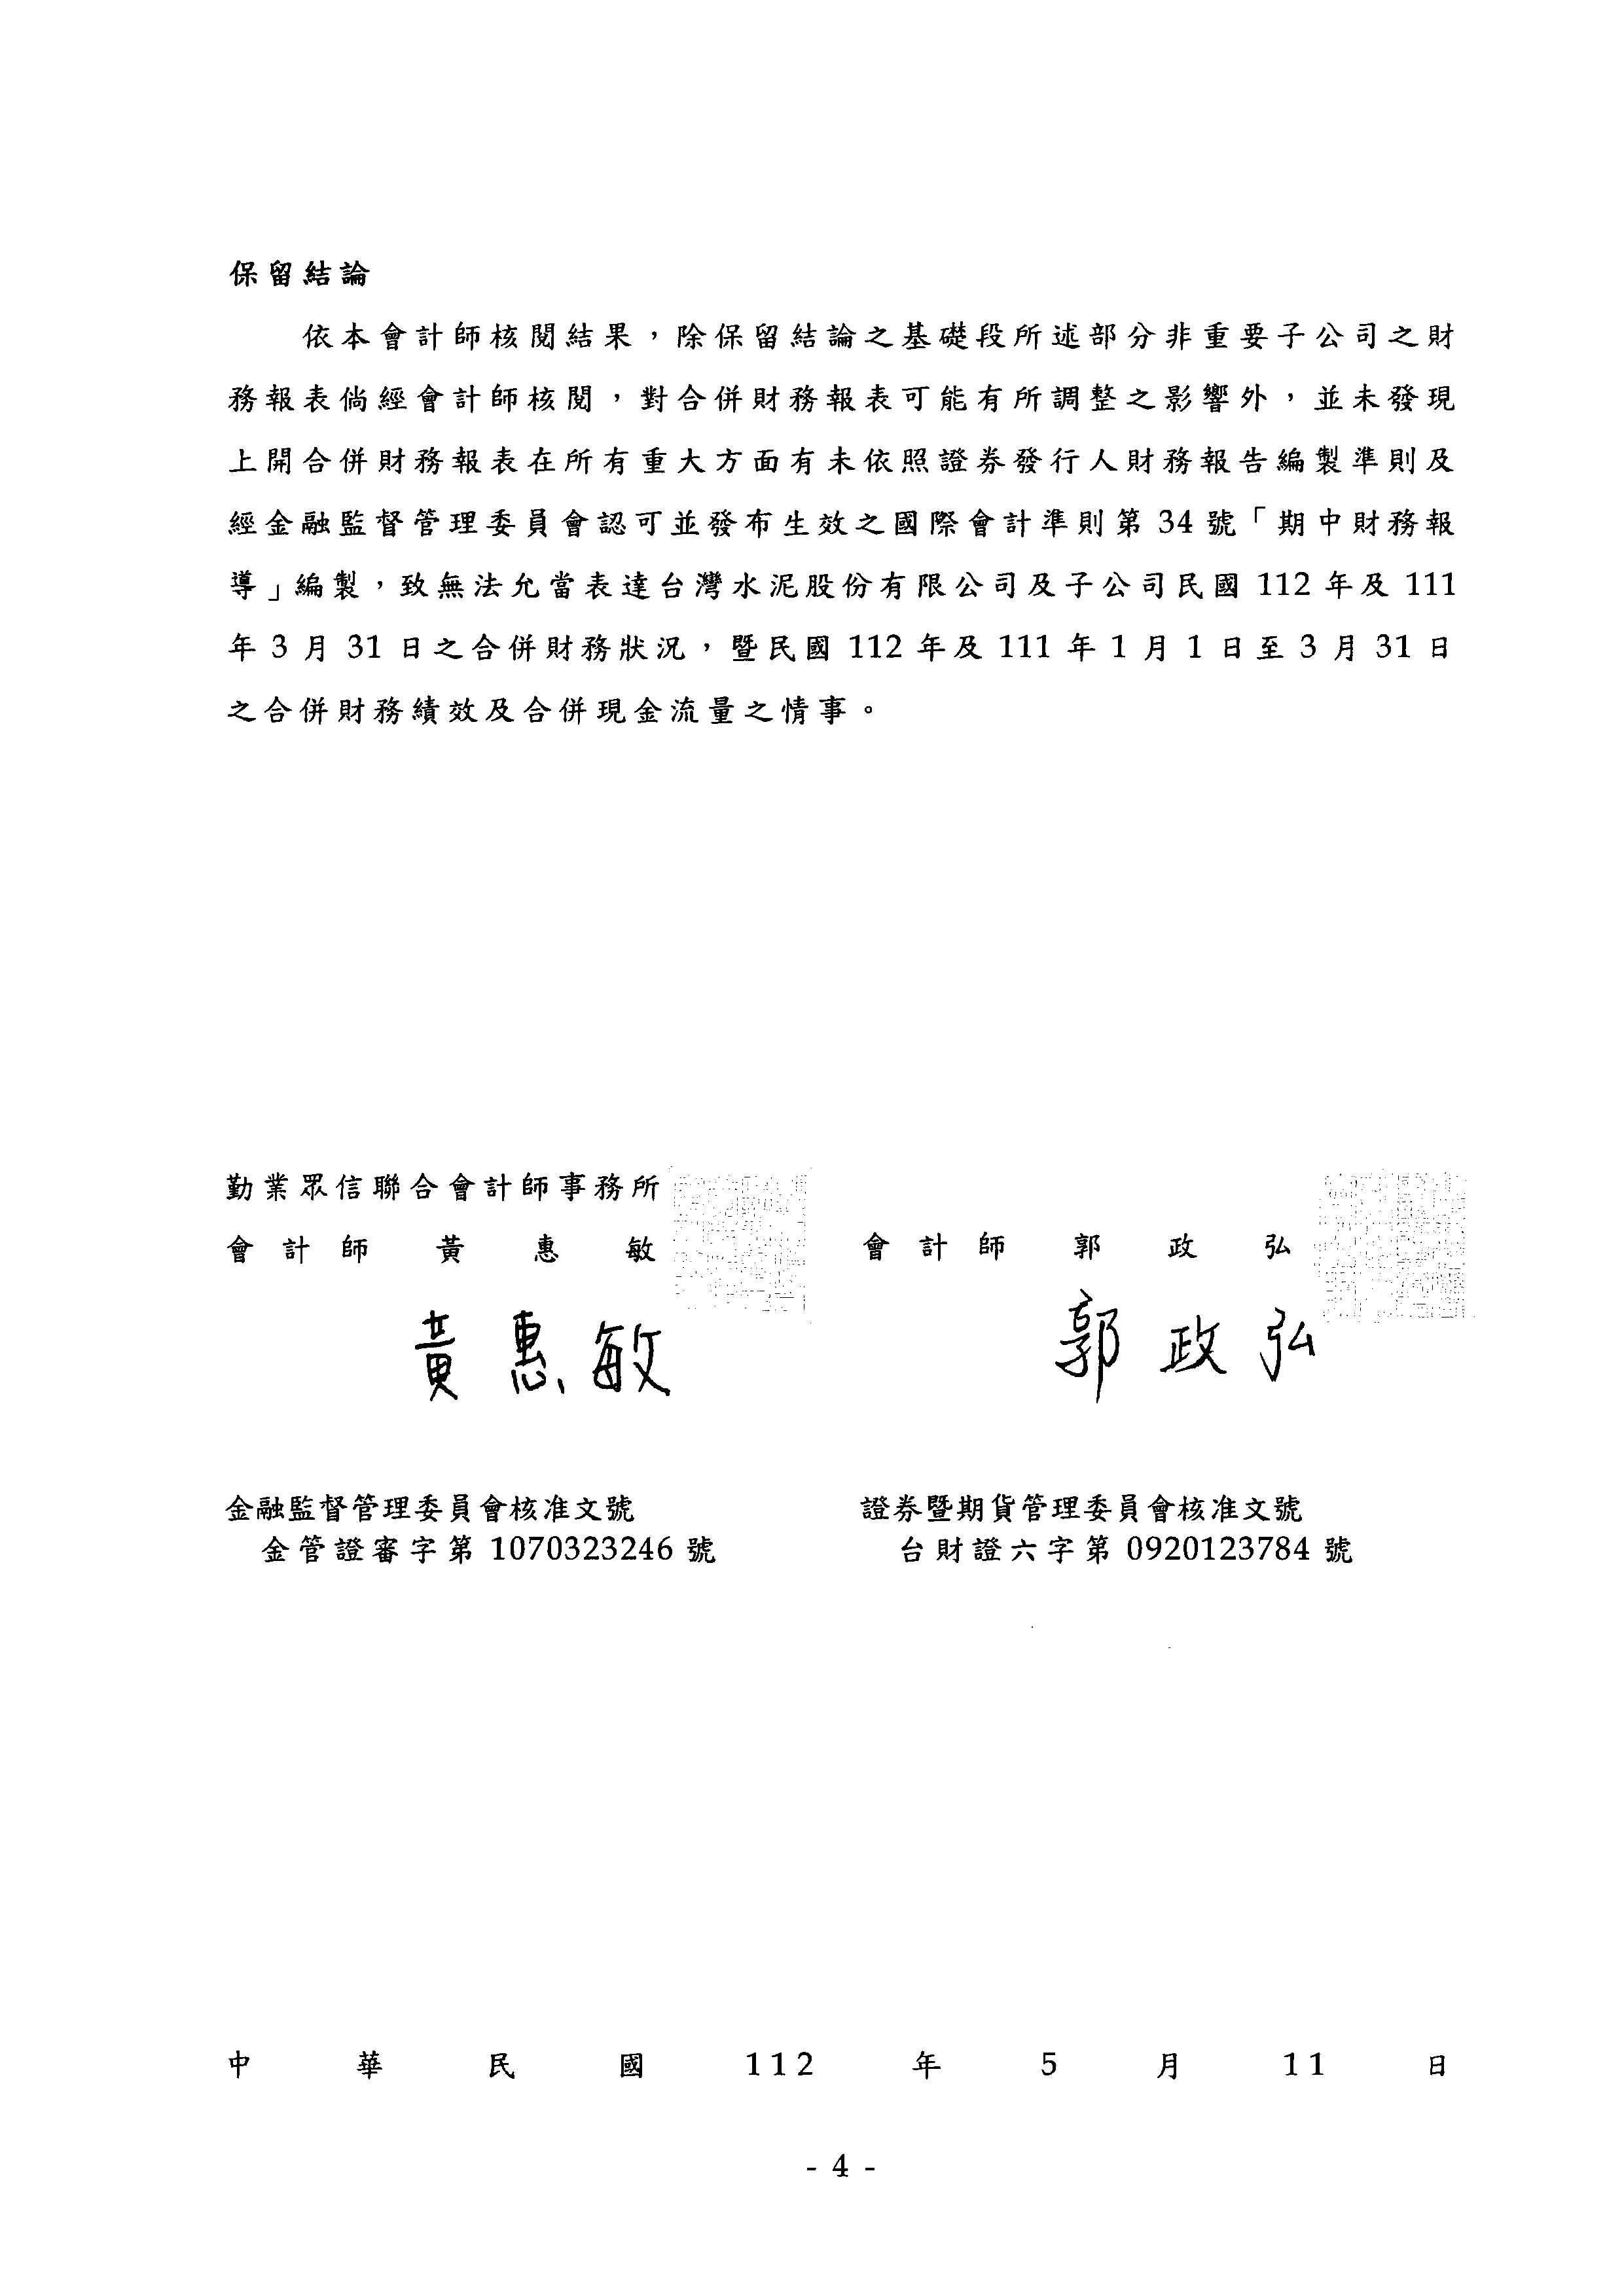 保留結論
依本會計師核閱結果，除保留結論之基礎段所述部分非重要子公司之財
務報表倘經會計師核閱，對合併財務報表可能有所調整之影響外，並未發現
上開合併財務報表在所有重大方面有未依照證券發行人財務報告編製準則及
經金融監督管理委員會認可並發布生效之國際會計準則第 34 號「期中財務報
導」編製，致無法允當表達台灣水泥股份有限公司及子公司民國 112 年及 111
年 3 月 31 日之合併財務狀況，暨民國 112 年及 111 年 1 月 1 日至 3 月 31 日
之合併財務績效及合併現金流量之情事。
勤業眾信聯合會計師事務所
會計師 黃惠敏 會計師 郭政弘
黃惠敏 郭政弘
金融監督管理委員會核准文號 證券暨期貨管理委員會核准文號
金管證審字第 1070323246 號 台財證六字第 0920123784 號
中華民國 112 年 5 月 11 日
- 4 -